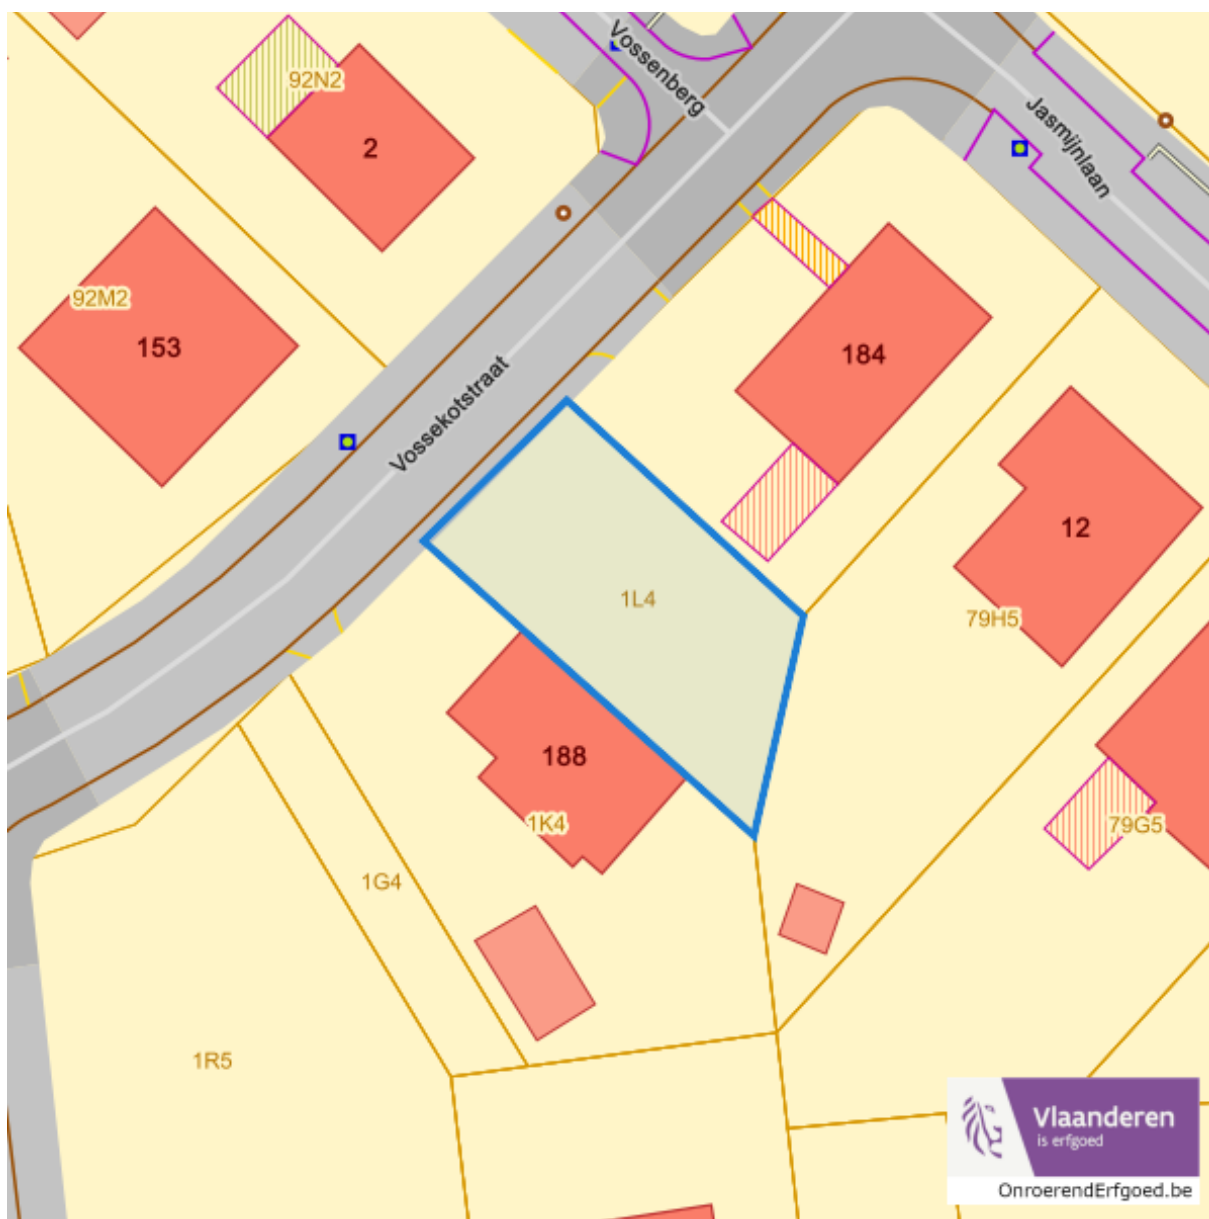 Vossenberg
92N2
2
Jasmijnlaan
92M2
153
184
Vossekotstraat
12
1L4
79H5
188
1K4
79G5
1G4
1R5
Vlaanderen
is erfgoed
OnroerendErfgoed.be